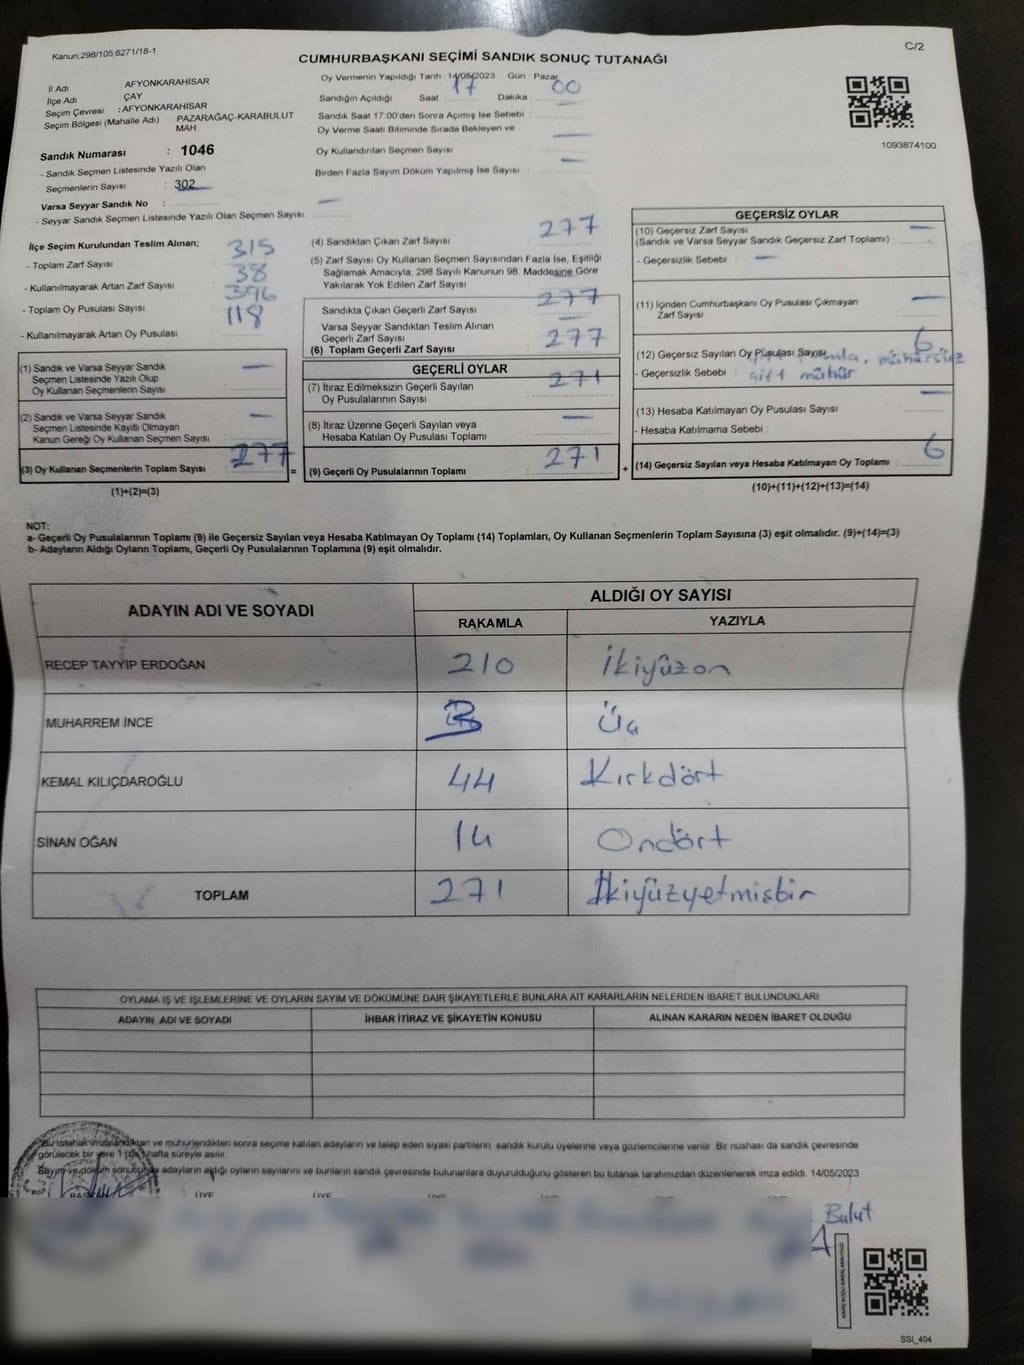 Kanun;298/105;6271/18-1
C/2
CUMHURBAŞKANI SEÇİMİ SANDIK SONUÇ TUTANAĞI
İl Adı : AFYONKARAHİSAR
İlçe Adı : ÇAY
Seçim Çevresi : AFYONKARAHİSAR
Seçim Bölgesi (Mahalle Adı) : PAZARAĞAÇ-KARABULUT
MAH.
Sandık Numarası : 1046
- Sandık Seçmen Listesinde Yazılı Olan
Seçmenlerin Sayısı : 302
Varsa Seyyar Sandık No : —
- Seyyar Sandık Seçmen Listesinde Yazılı Olan Seçmen Sayısı
Oy Vermenin Yapıldığı Tarih : 14/05/2023 Gün : Pazar
Sandığın Açıldığı Saat 17 Dakika 00
Sandık Saat 17.00'den Sonra Açımış İse Sebebi
Oy Verme Saati Bitiminde Sırada Bekleyen ve —
Oy Kullandırılan Seçmen Sayısı :
Birden Fazla Sayım Döküm Yapılmış İse Sayısı : —
1093874100
İlçe Seçim Kurulundan Teslim Alınan;
- Toplam Zarf Sayısı 315
- Kullanılmayarak Artan Zarf Sayısı 38
- Toplam Oy Pusulası Sayısı 396
- Kullanılmayarak Artan Oy Pusulası 118
(1) Sandık ve Varsa Seyyar Sandık
Seçmen Listesinde Yazılı Olup
Oy Kullanan Seçmenlerin Sayısı —
(2) Sandık ve Varsa Seyyar Sandık
Seçmen Listesinde Kayıtlı Olmayan
Kanun Gereği Oy Kullanan Seçmen Sayısı —
(3) Oy Kullanan Seçmenlerin Toplam Sayısı 277 =
(1)+(2)=(3)
(4) Sandıktan Çıkan Zarf Sayısı 277
(5) Zarf Sayısı Oy Kullanan Seçmen Sayısından Fazla İse, Eşitliği
Sağlamak Amacıyla, 298 Sayılı Kanunun 98. Maddesine Göre
Yakılarak Yok Edilen Zarf Sayısı
Sandıkta Çıkan Geçerli Zarf Sayısı 277
Varsa Seyyar Sandıktan Teslim Alınan
Geçerli Zarf Sayısı —
(6) Toplam Geçerli Zarf Sayısı 277
GEÇERLİ OYLAR
(7) İtiraz Edilmeksizin Geçerli Sayılan
Oy Pusulalarının Sayısı 271
(8) İtiraz Üzerine Geçerli Sayılan veya
Hesaba Katılan Oy Pusulası Toplamı —
(9) Geçerli Oy Pusulalarının Toplamı 271 +
GEÇERSİZ OYLAR
(10) Geçersiz Zarf Sayısı
(Sandık ve Varsa Seyyar Sandık Geçersiz Zarf Toplamı) —
- Geçersizlik Sebebi : —
(11) İçinden Cumhurbaşkanı Oy Pusulası Çıkmayan
Zarf Sayısı —
(12) Geçersiz Sayılan Oy Pusulası Sayısı 6
mühürsüz
- Geçersizlik Sebebi : çift mühür
(13) Hesaba Katılmayan Oy Pusulası Sayısı —
- Hesaba Katılmama Sebebi :
(14) Geçersiz Sayılan veya Hesaba Katılmayan Oy Toplamı 6
(10)+(11)+(12)+(13)=(14)
NOT:
a- Geçerli Oy Pusulalarının Toplamı (9) ile Geçersiz Sayılan veya Hesaba Katılmayan Oy Toplamı (14) Toplamları, Oy Kullanan Seçmenlerin Toplam Sayısına (3) eşit olmalıdır. (9)+(14)=(3)
b- Adayların Aldığı Oyların Toplamı, Geçerli Oy Pusulalarının Toplamına (9) eşit olmalıdır.
ADAYIN ADI VE SOYADI
ALDIĞI OY SAYISI
RAKAMLA YAZIYLA
RECEP TAYYİP ERDOĞAN 210 İkiyüzon
MUHARREM İNCE 3 Üç
KEMAL KILIÇDAROĞLU 44 Kırkdört
SİNAN OĞAN 14 Ondört
TOPLAM 271 İkiyüzyetmişbir
OYLAMA İŞ VE İŞLEMLERİNE VE OYLARIN SAYIM VE DÖKÜMÜNE DAİR ŞİKAYETLERLE BUNLARA AİT KARARLARIN NELERDEN İBARET BULUNDUKLARI
ADAYIN ADI VE SOYADI İHBAR İTİRAZ VE ŞİKAYETİN KONUSU ALINAN KARARIN NEDEN İBARET OLDUĞU
Bu tutanak imzalandıktan ve mühürlendikten sonra seçime katılan adayların ve talep eden siyasi partilerin sandık kurulu üyelerine veya gözlemcilerine verilir. Bir nüshası da sandık çevresinde
görülecek bir yere 1 (bir) hafta süreyle asılır.
Sayım ve döküm sonucunda adayların aldığı oyların sayılarını ve bunların sandık çevresinde bulunanlara duyurulduğunu gösteren bu tutanak tarafımızdan düzenlenerek imza edildi. 14/05/2023
BAŞKAN ÜYE ÜYE ÜYE ÜYE ÜYE
Bulut
SSI_404